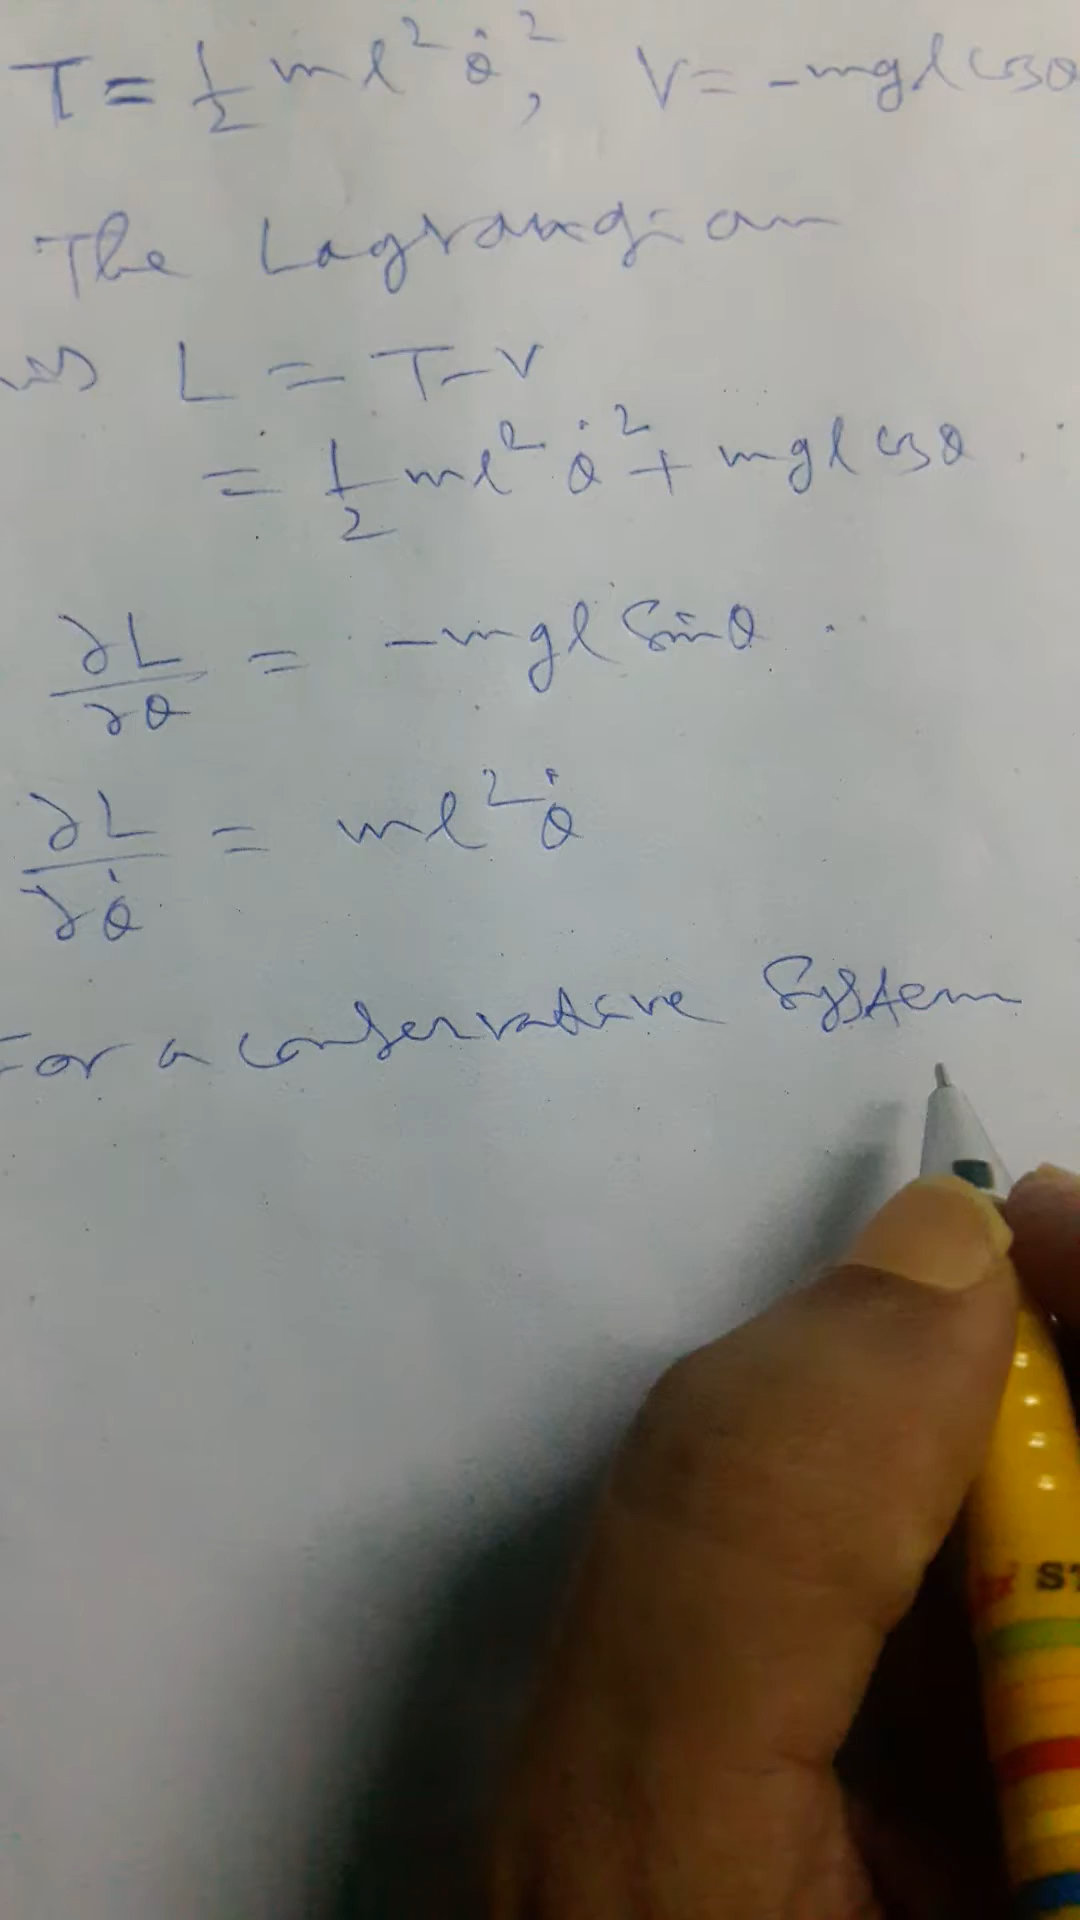 T = 1/2 ml² θ̇², V = -mgl cosθ
The Lagrangian
is L = T-V
= 1/2 ml² θ̇² + mgl cosθ.
∂L/∂θ = -mgl Sinθ.
∂L/∂θ̇ = ml² θ̇
For a conservative System
ST